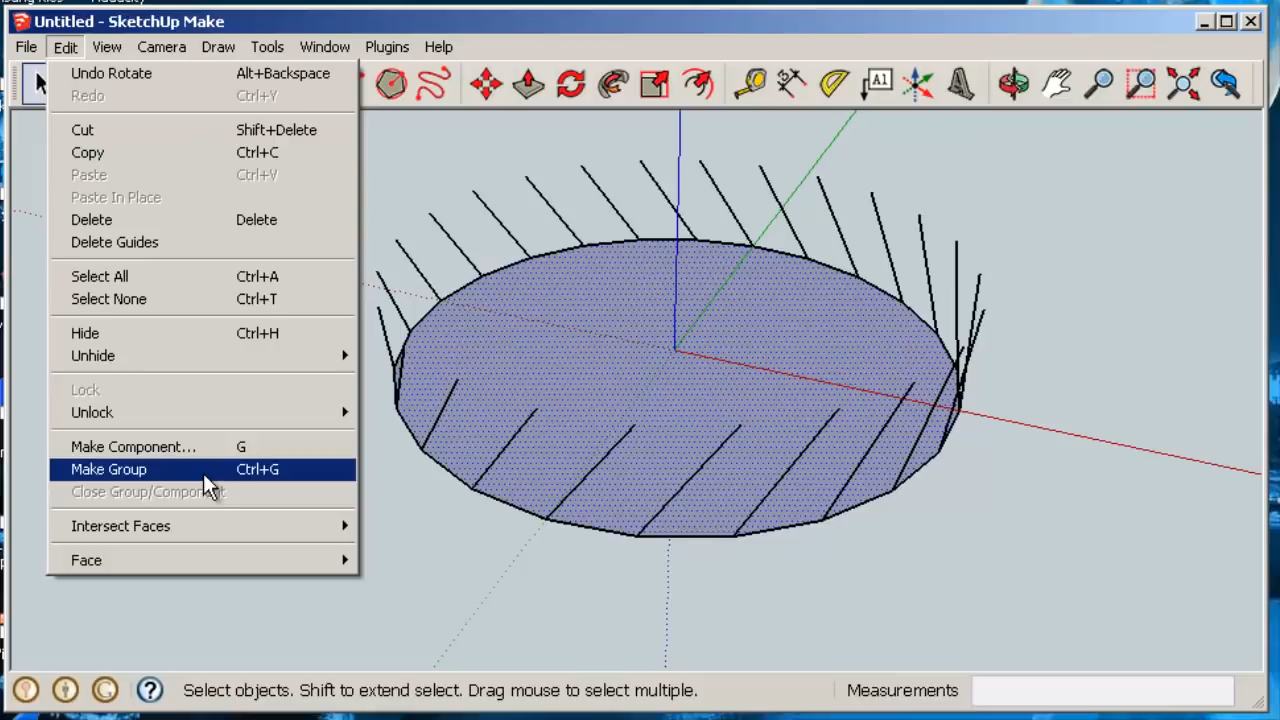 Untitled - SketchUp Make
File Edit View Camera Draw Tools Window Plugins Help
A1
Undo Rotate Alt+Backspace
Redo Ctrl+Y
Cut Shift+Delete
Copy Ctrl+C
Paste Ctrl+V
Paste In Place
Delete Delete
Delete Guides
Select All Ctrl+A
Select None Ctrl+T
Hide Ctrl+H
Unhide
Lock
Unlock
Make Component... G
Make Group Ctrl+G
Close Group/Component
Intersect Faces
Face
Select objects. Shift to extend select. Drag mouse to select multiple. Measurements